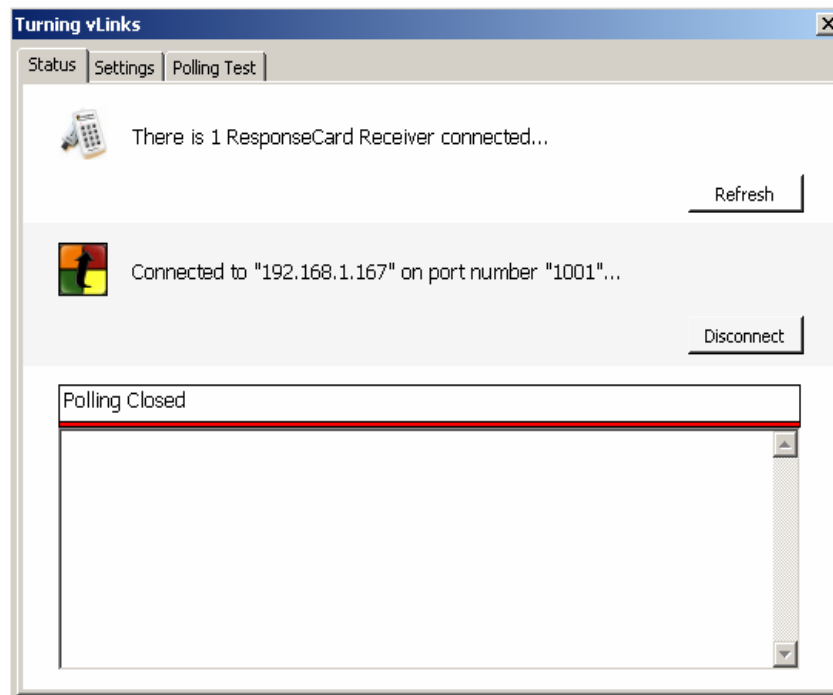 Turning vLinks
Status Settings Polling Test
There is 1 ResponseCard Receiver connected...
Refresh
Connected to "192.168.1.167" on port number "1001"...
Disconnect
Polling Closed